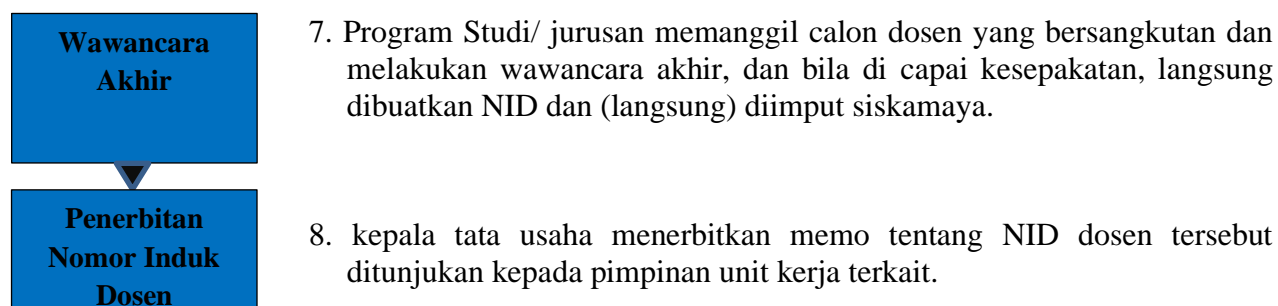 Wawancara
Akhir
7. Program Studi/ jurusan memanggil calon dosen yang bersangkutan dan
melakukan wawancara akhir, dan bila di capai kesepakatan, langsung
dibuatkan NID dan (langsung) diimput siskamaya.
Penerbitan
Nomor Induk
Dosen
8. kepala tata usaha menerbitkan memo tentang NID dosen tersebut
ditunjukan kepada pimpinan unit kerja terkait.